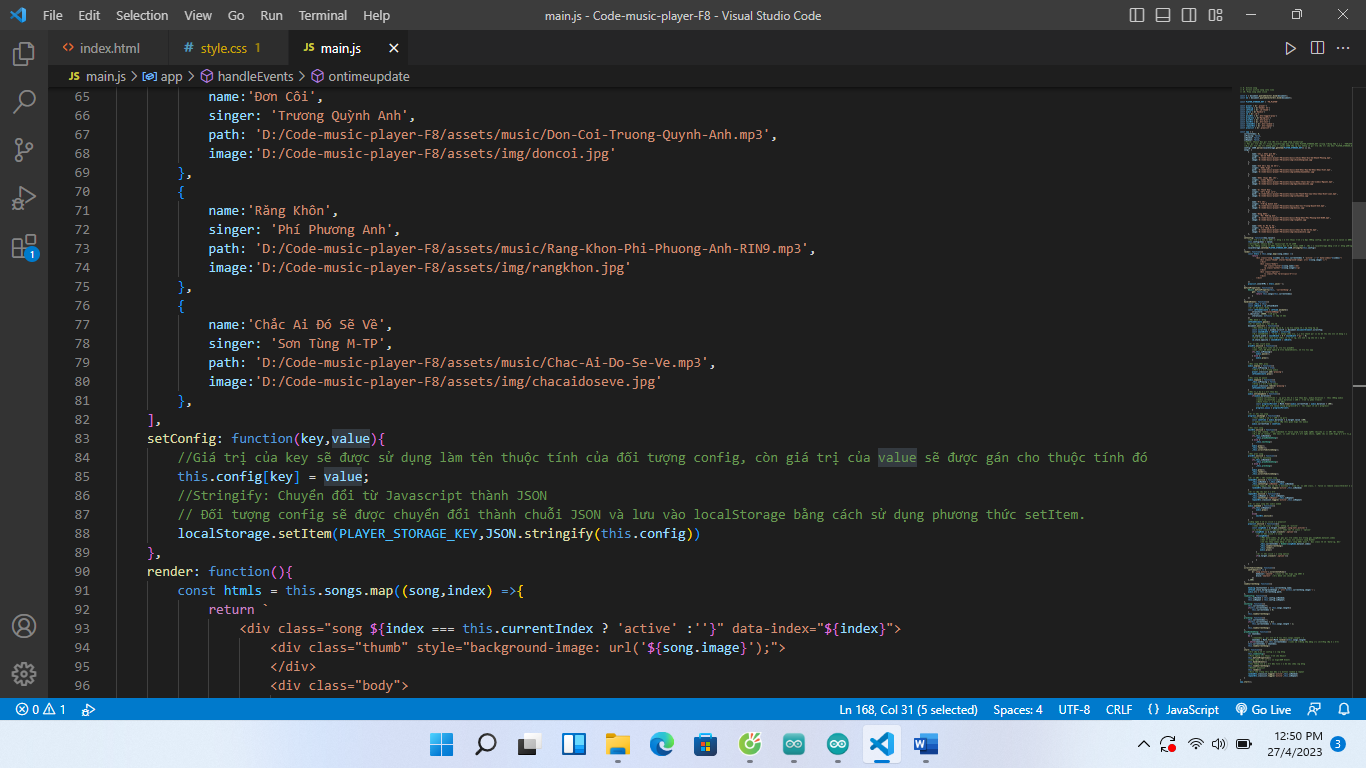 File Edit Selection View Go Run Terminal Help main.js - Code-music-player-F8 - Visual Studio Code
<> index.html # style.css 1 JS main.js
JS main.js > app > handleEvents > ontimeupdate
65 name:'Đơn Côi',
66 singer: 'Trương Quỳnh Anh',
67 path: 'D:/Code-music-player-F8/assets/music/Don-Coi-Truong-Quynh-Anh.mp3',
68 image:'D:/Code-music-player-F8/assets/img/doncoi.jpg'
69 },
70 {
71 name:'Răng Khôn',
72 singer: 'Phí Phương Anh',
73 path: 'D:/Code-music-player-F8/assets/music/Rang-Khon-Phi-Phuong-Anh-RIN9.mp3',
74 image:'D:/Code-music-player-F8/assets/img/rangkhon.jpg'
75 },
76 {
77 name:'Chắc Ai Đó Sẽ Về',
78 singer: 'Sơn Tùng M-TP',
79 path: 'D:/Code-music-player-F8/assets/music/Chac-Ai-Do-Se-Ve.mp3',
80 image:'D:/Code-music-player-F8/assets/img/chacaidoseve.jpg'
81 },
82 ],
83 setConfig: function(key,value){
84 //Giá trị của key sẽ được sử dụng làm tên thuộc tính của đối tượng config, còn giá trị của value sẽ được gán cho thuộc tính đó
85 this.config[key] = value;
86 //Stringify: Chuyển đổi từ Javascript thành JSON
87 // Đối tượng config sẽ được chuyển đổi thành chuỗi JSON và lưu vào localStorage bằng cách sử dụng phương thức setItem.
88 localStorage.setItem(PLAYER_STORAGE_KEY,JSON.stringify(this.config))
89 },
90 render: function(){
91 const htmls = this.songs.map((song,index) =>{
92 return `
93 <div class="song ${index === this.currentIndex ? 'active' :''}" data-index="${index}">
94 <div class="thumb" style="background-image: url('${song.image}');">
95 </div>
96 <div class="body">
1
0 1 Ln 168, Col 31 (5 selected) Spaces: 4 UTF-8 CRLF {} JavaScript Go Live
12:50 PM
27/4/2023 3